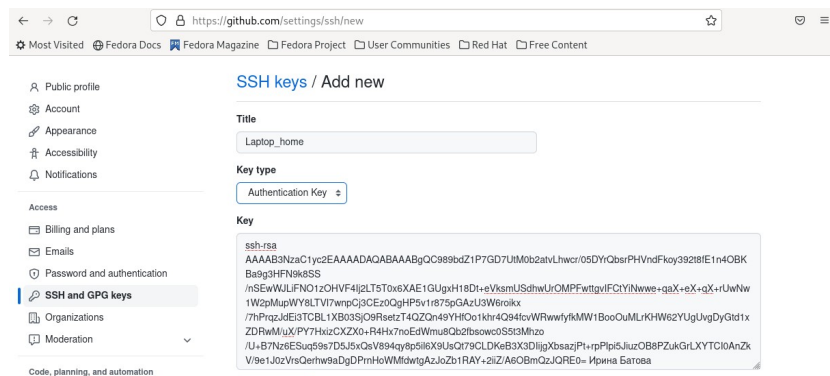 https://github.com/settings/ssh/new
Most Visited Fedora Docs Fedora Magazine Fedora Project User Communities Red Hat Free Content
Public profile
Account
Appearance
Accessibility
Notifications
Access
Billing and plans
Emails
Password and authentication
SSH and GPG keys
Organizations
Moderation
Code, planning, and automation
SSH keys / Add new
Title
Laptop_home
Key type
Authentication Key
Key
ssh-rsa
AAAAB3NzaC1yc2EAAAADAQABAAABgQC989bdZ1P7GD7UtM0b2atvLhwcr/05DYrQbsrPHVndFkoy392t8fE1n4OBK
Ba9g3HFN9k8SS
/nSEwWJLiFNO1zOHVF4Ij2LT5T0x6XAE1GUgxH18Dt+eVksmUSdhwUrOMPFwttgvIFCtYiNwwe+qaX+eX+qX+rUwNw
1W2pMupWY8LTVI7wnpCj3CEz0QgHP5v1r875pGAzU3W6roikx
/7hPrqzJdEi3TCBL1XB03SjO9RsetzT4QZQn49YHfOo1khr4Q94fcvWRwwfyfkMW1BooOuMLrKHW62YUgUvgDyGtd1x
ZDRwM/uX/PY7HxizCXZX0+R4Hx7noEdWmu8Qb2fbsowc0S5t3Mhzo
/U+B7Nz6ESuq59s7D5J5xQsV894qy8p5il6X9UsQt79CLDKeB3X3DIijgXbsazjPt+rpPlpi5JiuzOB8PZukGrLXYTCI0AnZk
V/9e1J0zVrsQerhw9aDgDPrnHoWMfdwtgAzJoZb1RAY+2iiZ/A6OBmQzJQRE0= Ирина Батова